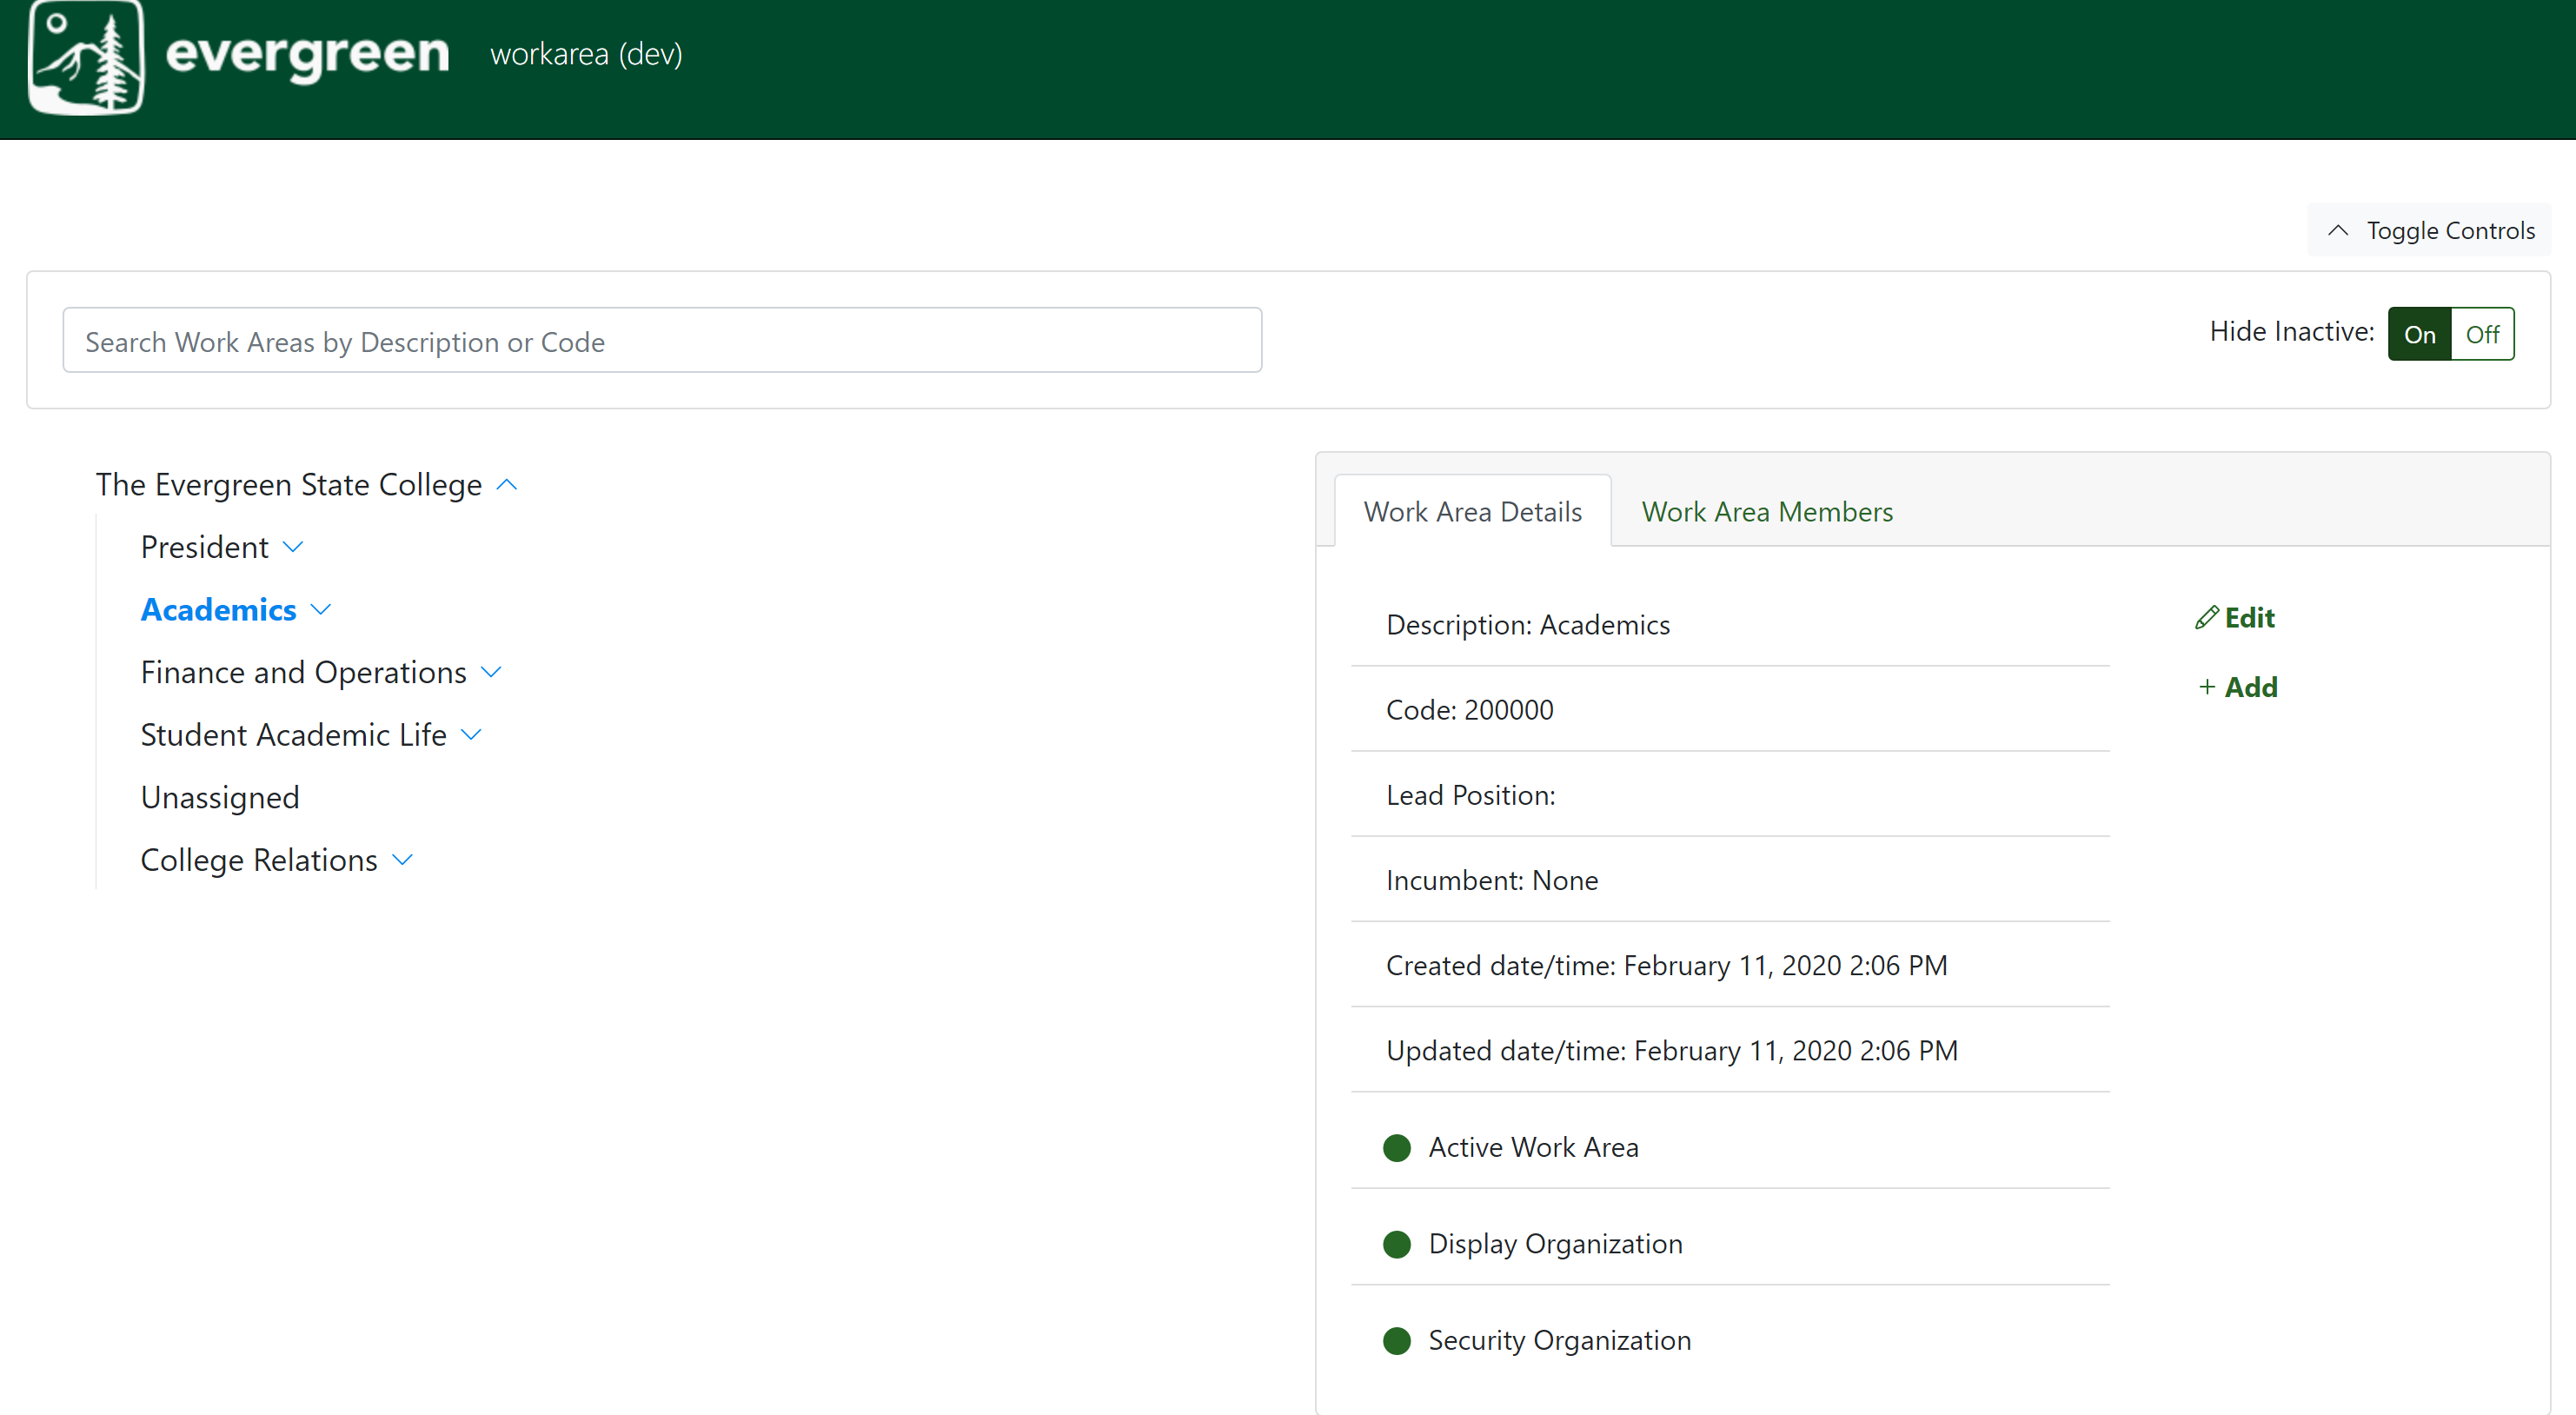 evergreen workarea (dev)
Toggle Controls
Search Work Areas by Description or Code
Hide Inactive: On Off
The Evergreen State College
President
Academics
Finance and Operations
Student Academic Life
Unassigned
College Relations
Work Area Details Work Area Members
Description: Academics
Edit
Code: 200000
Add
Lead Position:
Incumbent: None
Created date/time: February 11, 2020 2:06 PM
Updated date/time: February 11, 2020 2:06 PM
Active Work Area
Display Organization
Security Organization